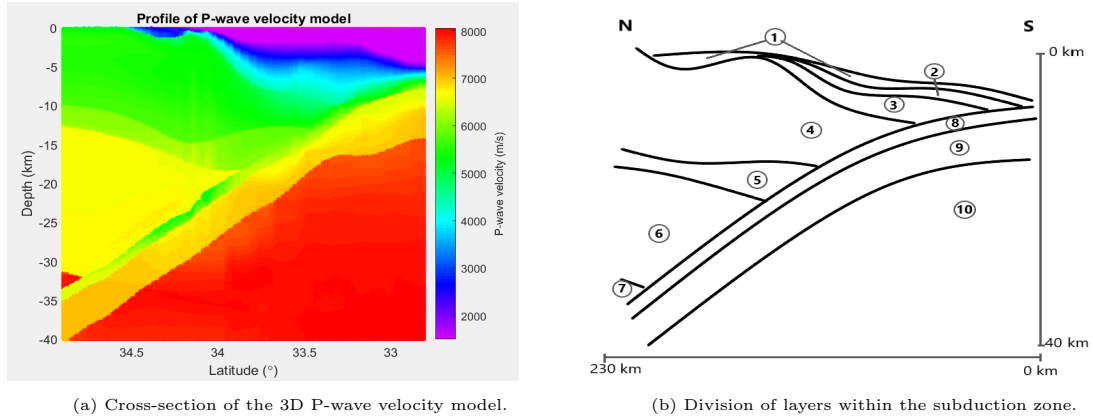 Profile of P-wave velocity model
0
-5
-10
-15
-20
-25
-30
-35
-40
Depth (km)
34.5
34
33.5
33
Latitude (°)
8000
7000
6000
5000
4000
3000
2000
P-wave velocity (m/s)
(a) Cross-section of the 3D P-wave velocity model.
N
S
0 km
1
2
3
4
8
9
5
10
6
7
40 km
230 km
0 km
(b) Division of layers within the subduction zone.